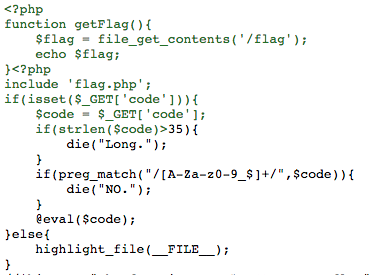 <?php
function getFlag(){
    $flag = file_get_contents('/flag');
    echo $flag;
}<?php
include 'flag.php';
if(isset($_GET['code'])){
    $code = $_GET['code'];
    if(strlen($code)>35){
        die("Long.");
    }
    if(preg_match("/[A-Za-z0-9_$]+/",$code)){
        die("NO.");
    }
    @eval($code);
}else{
    highlight_file(__FILE__);
}